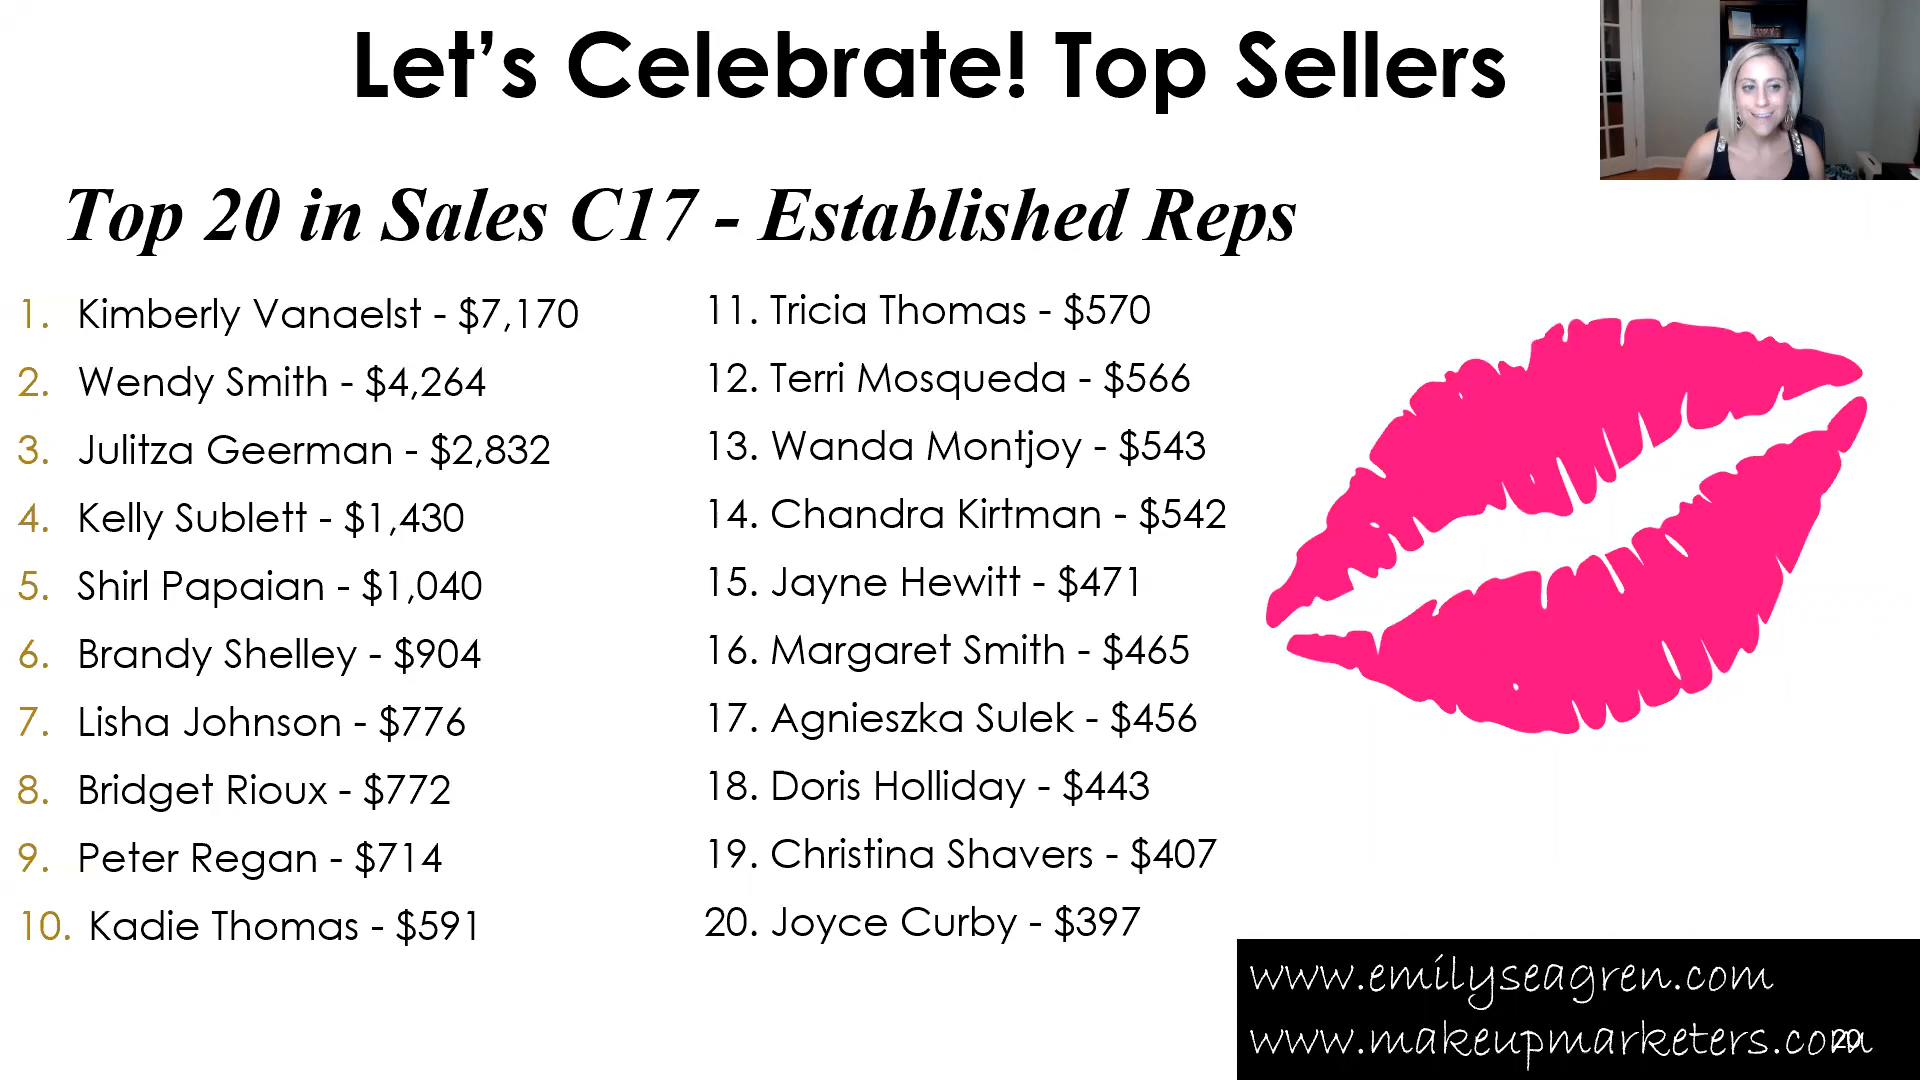 Let’s Celebrate! Top Sellers
Top 20 in Sales C17 - Established Reps
1. Kimberly Vanaelst - $7,170
2. Wendy Smith - $4,264
3. Julitza Geerman - $2,832
4. Kelly Sublett - $1,430
5. Shirl Papaian - $1,040
6. Brandy Shelley - $904
7. Lisha Johnson - $776
8. Bridget Rioux - $772
9. Peter Regan - $714
10. Kadie Thomas - $591
11. Tricia Thomas - $570
12. Terri Mosqueda - $566
13. Wanda Montjoy - $543
14. Chandra Kirtman - $542
15. Jayne Hewitt - $471
16. Margaret Smith - $465
17. Agnieszka Sulek - $456
18. Doris Holliday - $443
19. Christina Shavers - $407
20. Joyce Curby - $397
www.emilyseagren.com
www.makeupmarketers.com
20